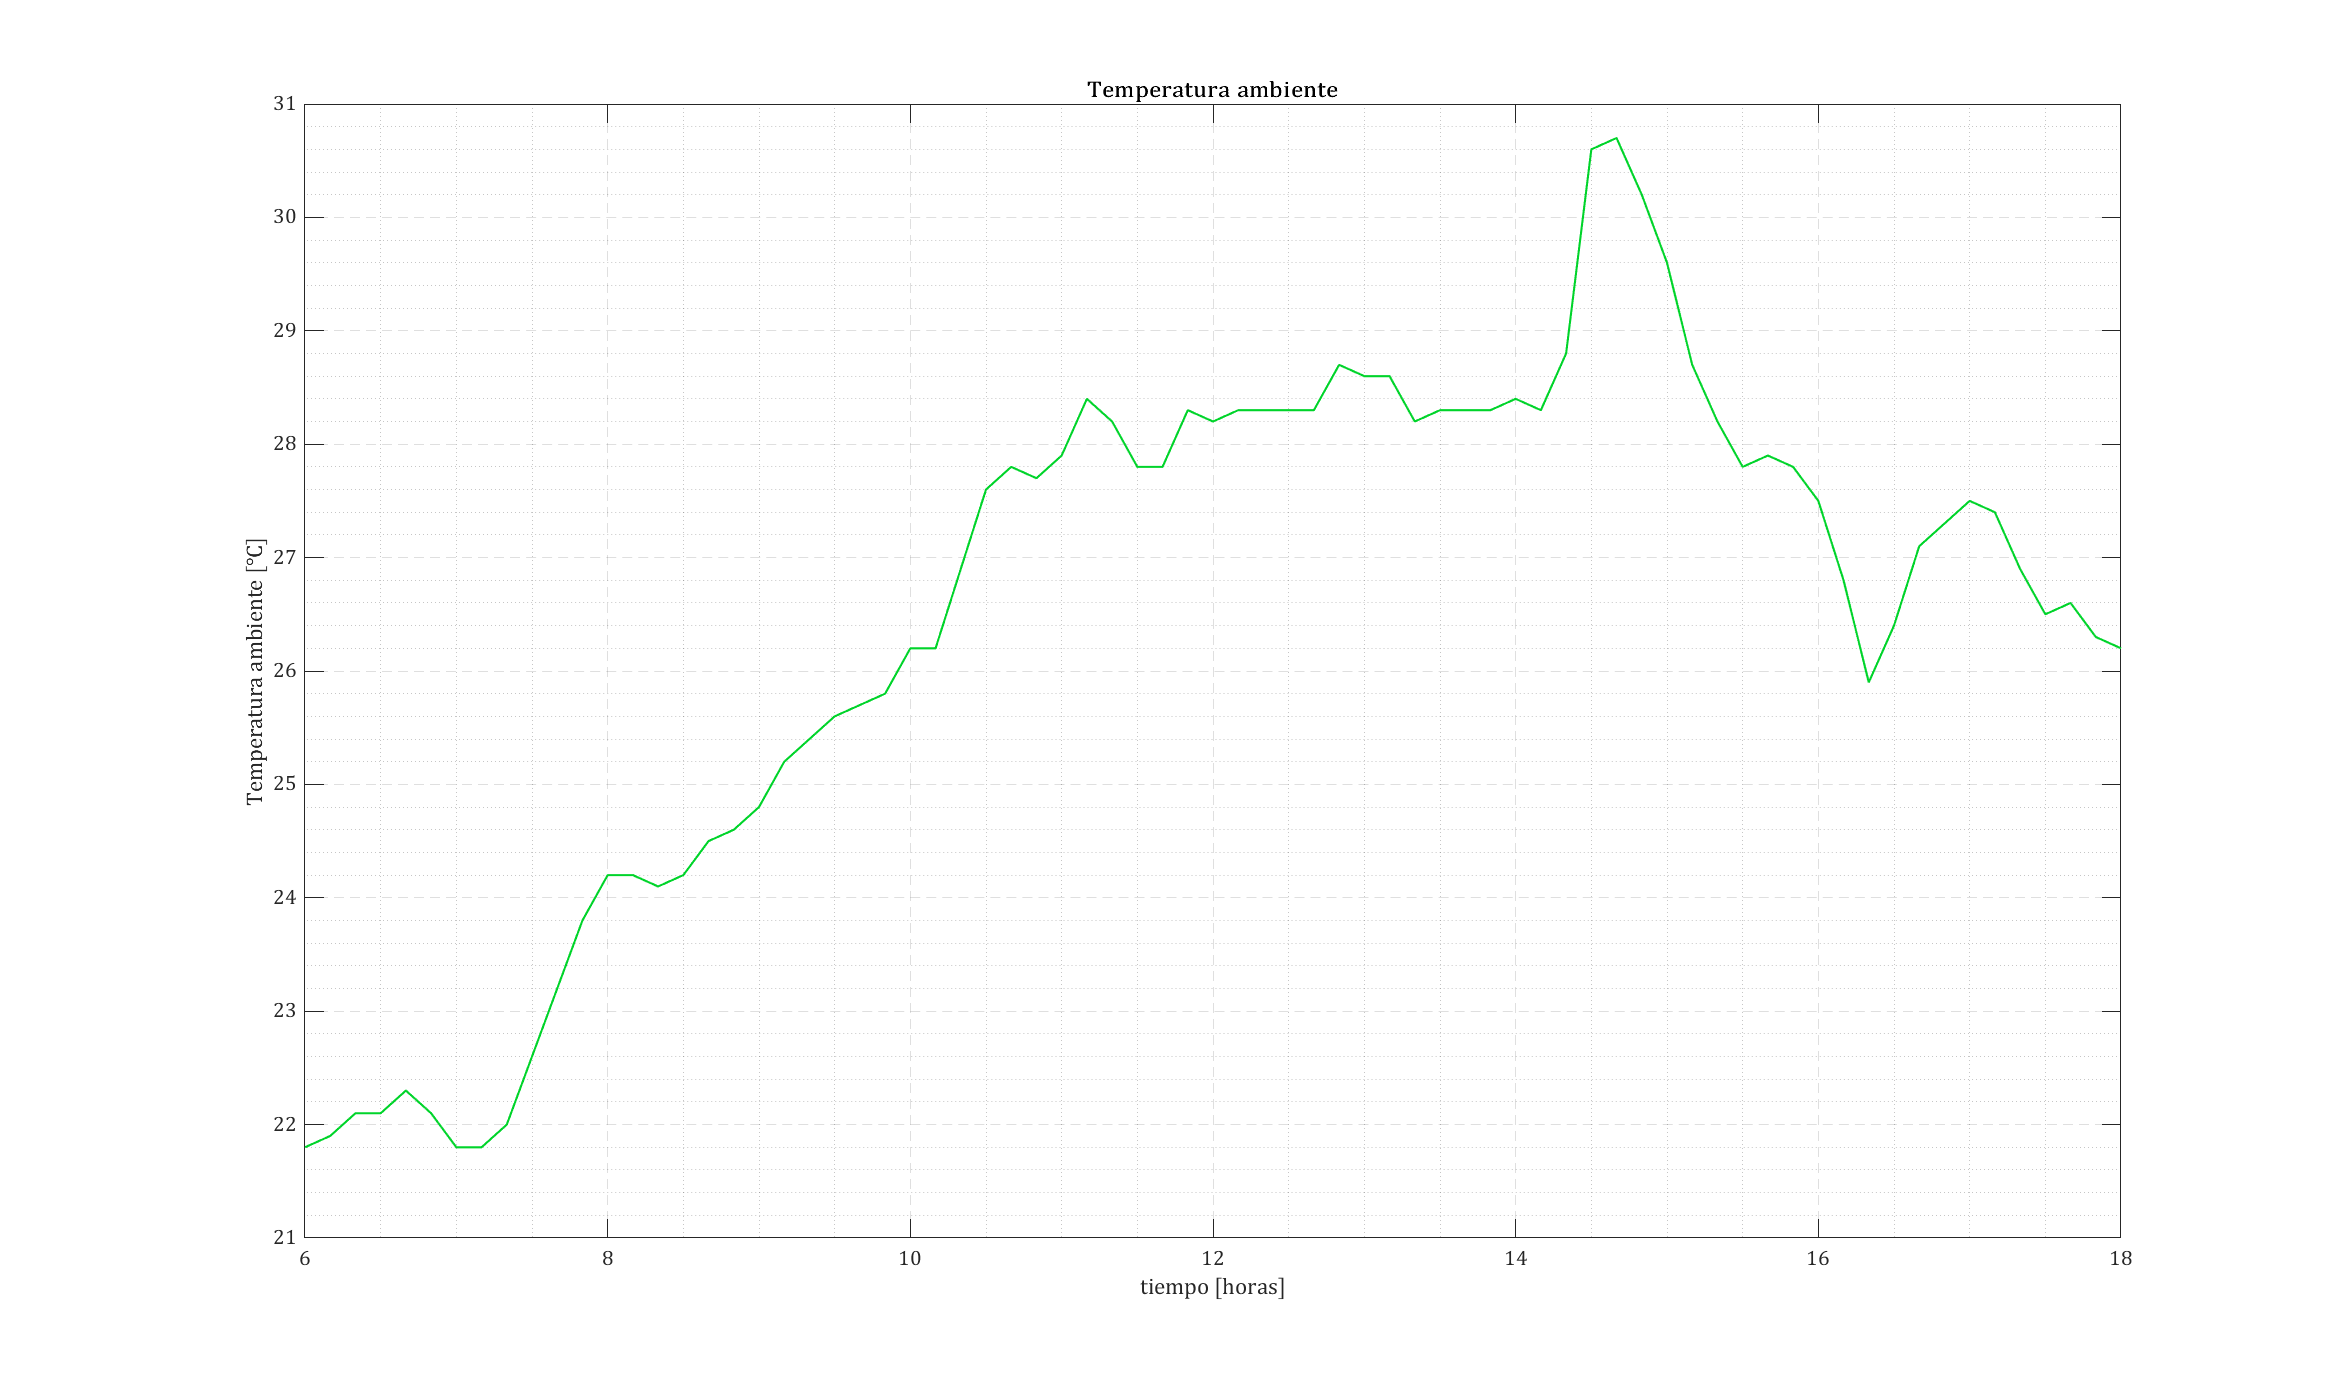 Temperatura ambiente
31
30
29
28
27
26
25
24
23
22
21
Temperatura ambiente [°C]
6 8 10 12 14 16 18
tiempo [horas]